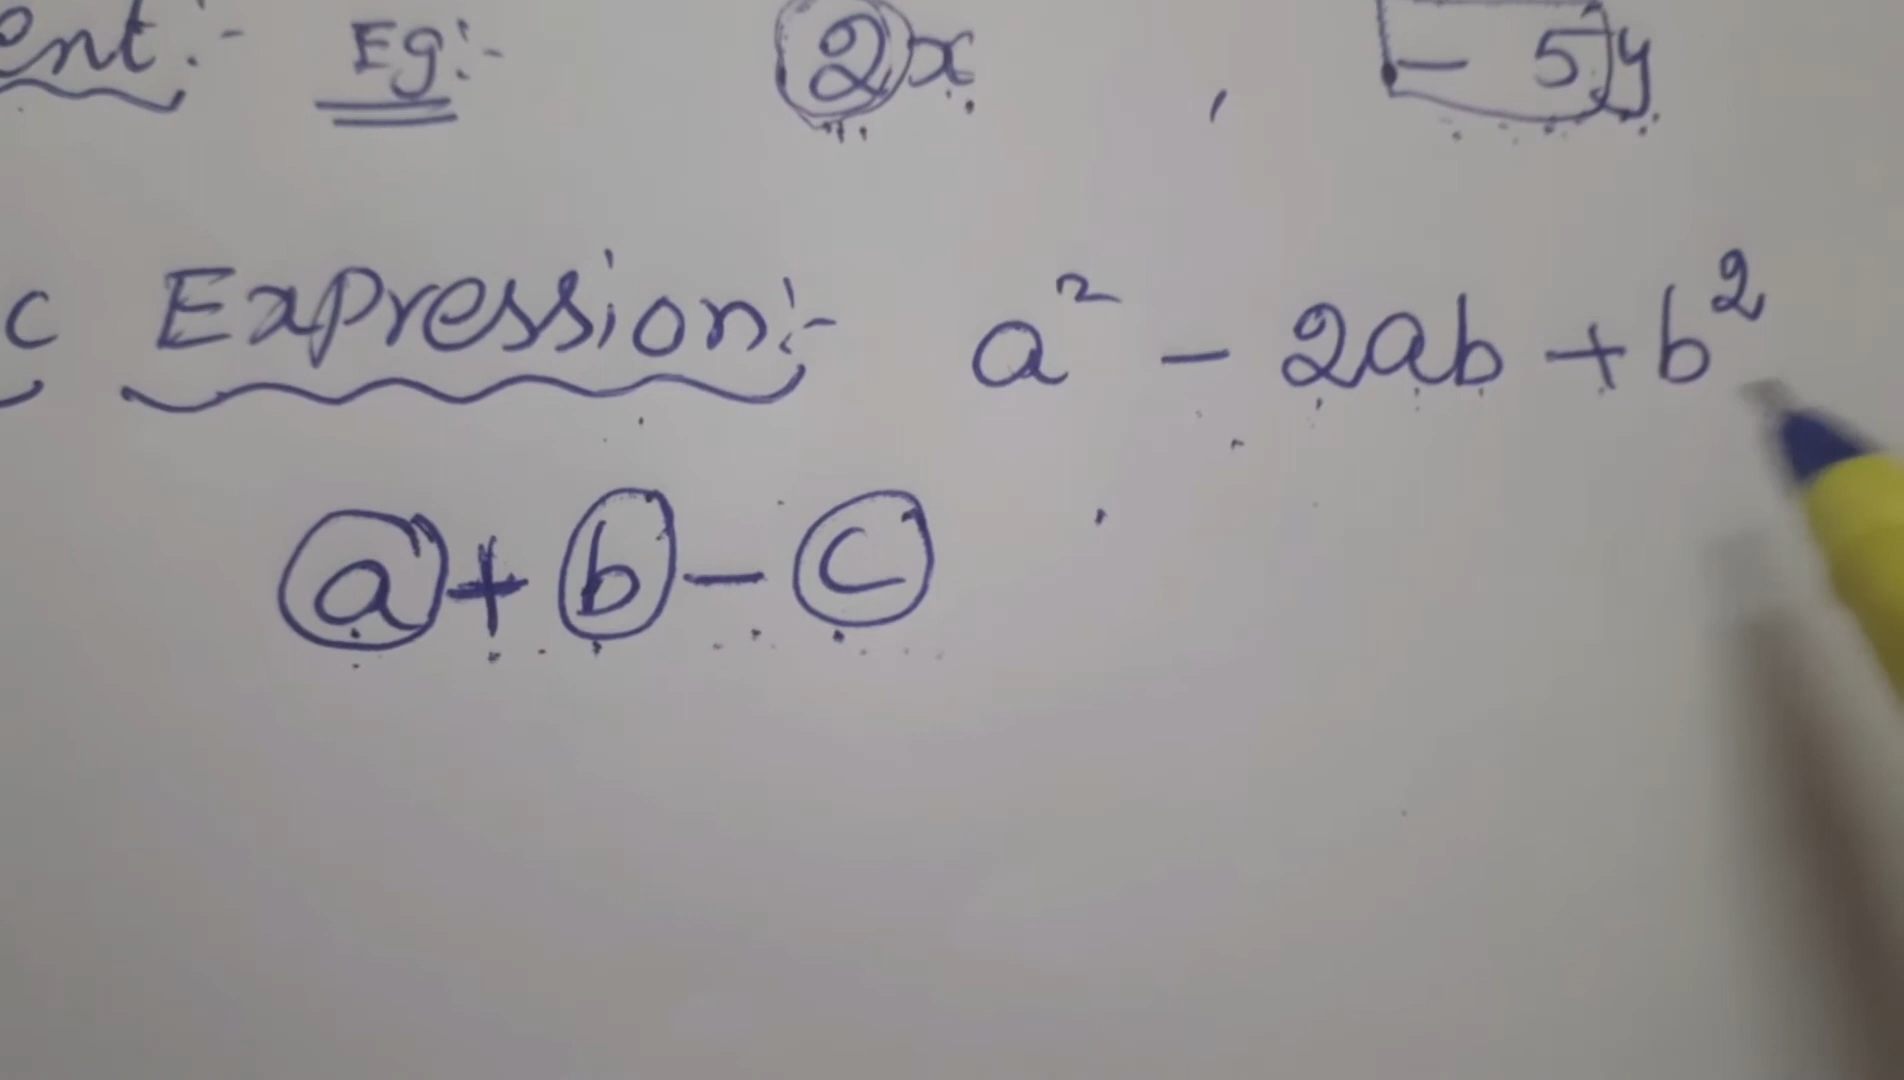 ent:- Eg:- 2x , - 5y
c Expression:- a² - 2ab + b²
a + b - c